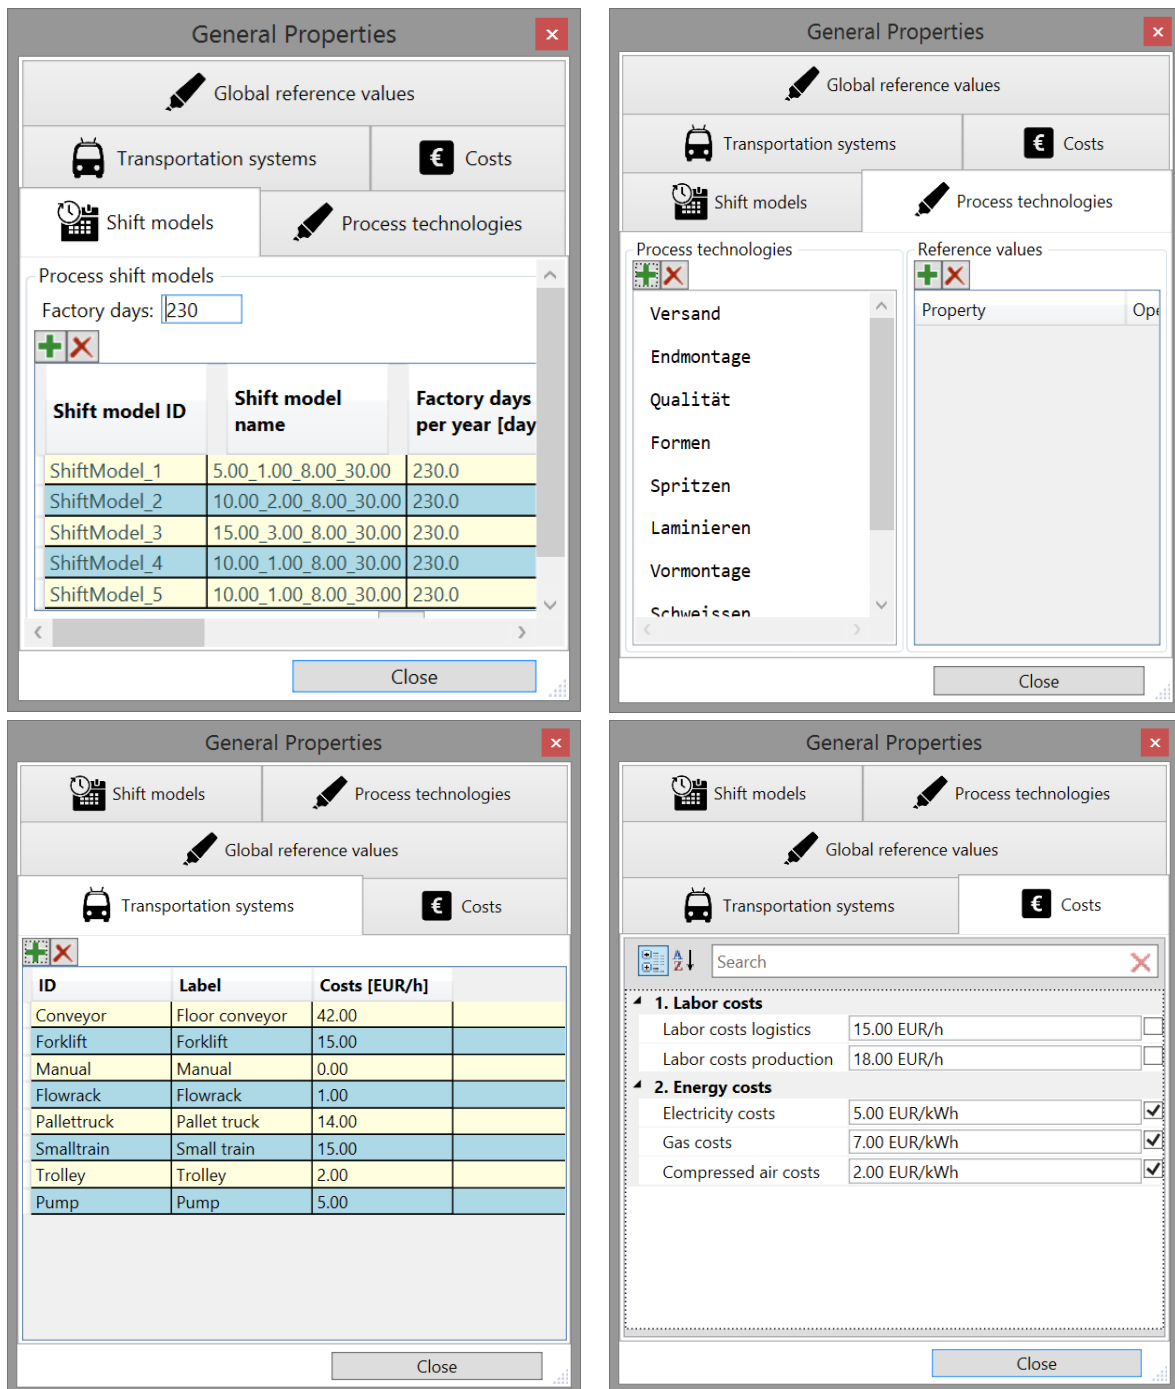 General Properties
Global reference values
Transportation systems
Costs
Shift models
Process technologies
Process shift models
Factory days: 230
Shift model ID Shift model name Factory days per year [day
ShiftModel_1 5.00_1.00_8.00_30.00 230.0
ShiftModel_2 10.00_2.00_8.00_30.00 230.0
ShiftModel_3 15.00_3.00_8.00_30.00 230.0
ShiftModel_4 10.00_1.00_8.00_30.00 230.0
ShiftModel_5 10.00_1.00_8.00_30.00 230.0
Close
General Properties
Global reference values
Transportation systems
€ Costs
Shift models
Process technologies
Process technologies
Versand
Endmontage
Qualität
Formen
Spritzen
Laminieren
Vormontage
Schweissen
Reference values
Property Ope
Close
General Properties
Shift models
Process technologies
Global reference values
Transportation systems
€ Costs
ID Label Costs [EUR/h]
Conveyor Floor conveyor 42.00
Forklift Forklift 15.00
Manual Manual 0.00
Flowrack Flowrack 1.00
Pallettruck Pallet truck 14.00
Smalltrain Small train 15.00
Trolley Trolley 2.00
Pump Pump 5.00
Close
General Properties
Shift models
Process technologies
Global reference values
Transportation systems
€ Costs
A Z Search
1. Labor costs
Labor costs logistics 15.00 EUR/h
Labor costs production 18.00 EUR/h
2. Energy costs
Electricity costs 5.00 EUR/kWh
Gas costs 7.00 EUR/kWh
Compressed air costs 2.00 EUR/kWh
Close